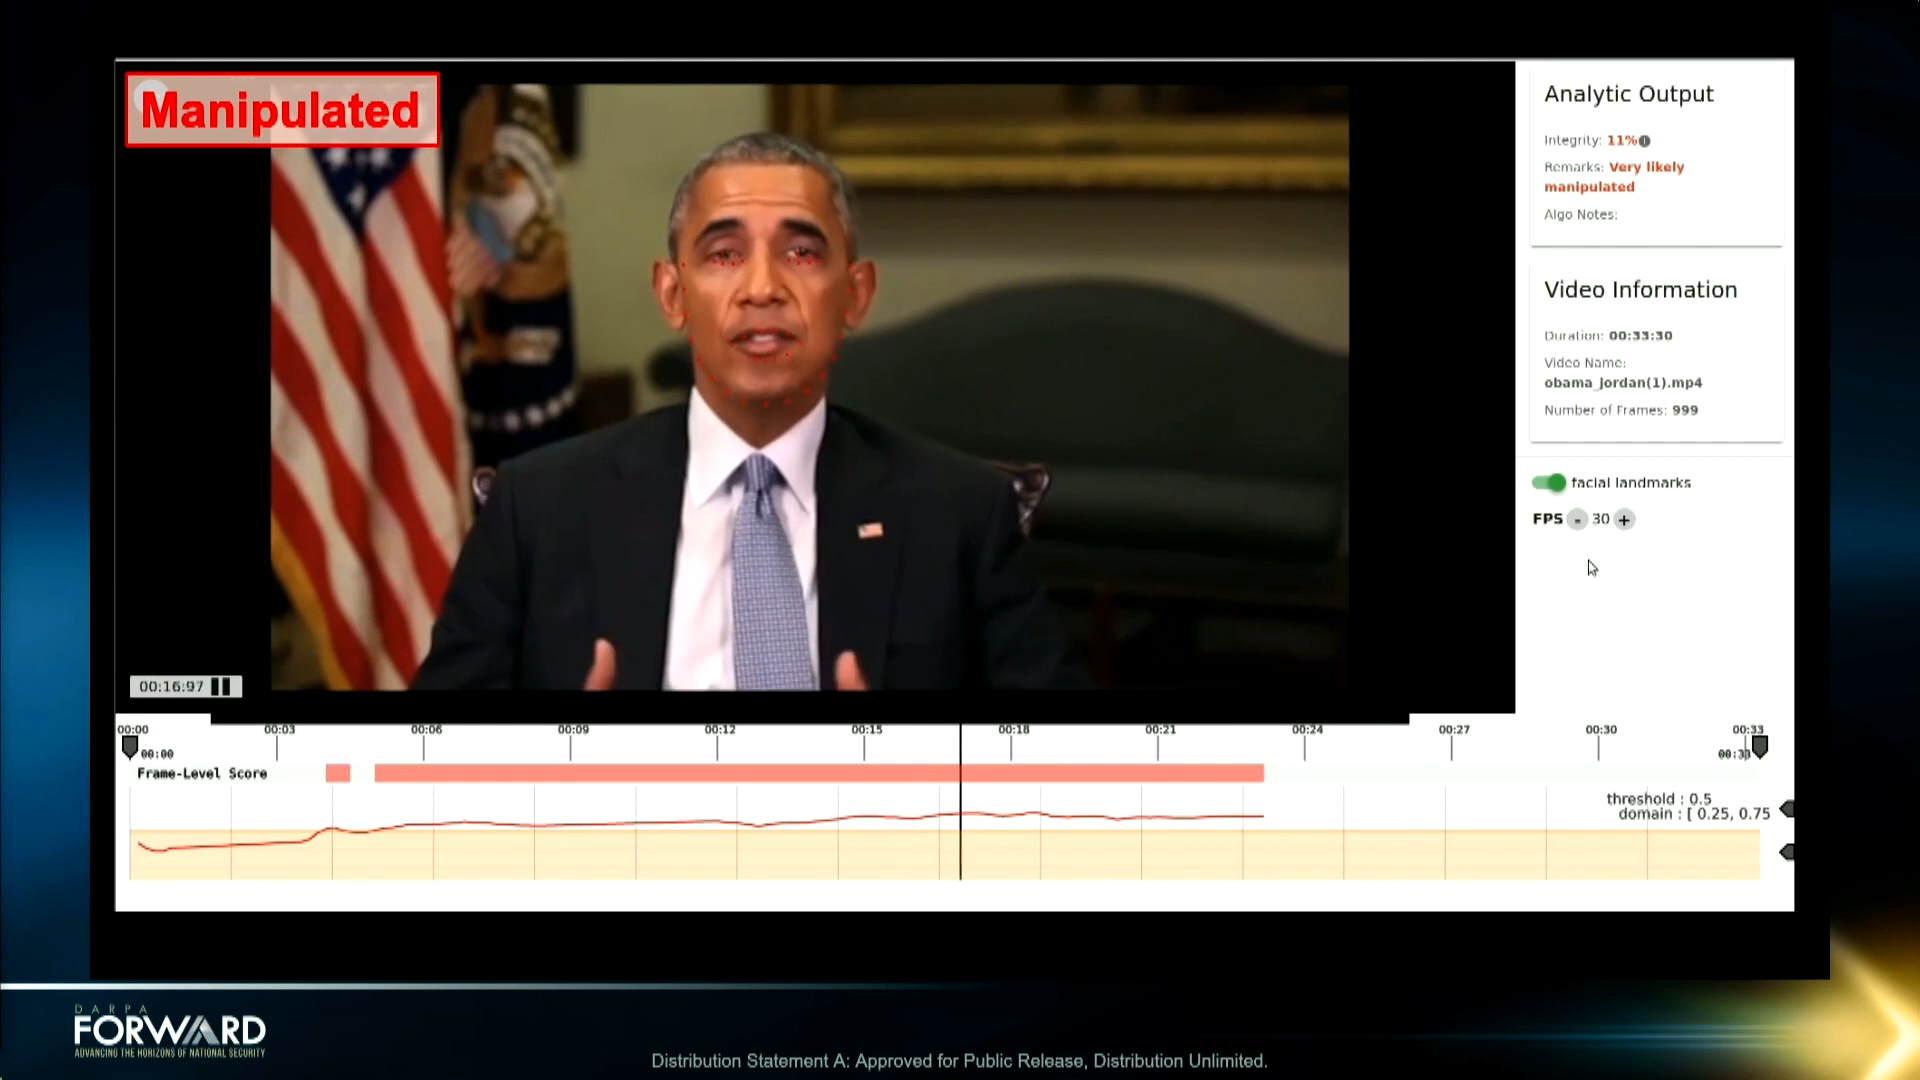 Manipulated
Analytic Output
Integrity: 11%
Remarks: Very likely
manipulated
Algo Notes:
Video Information
Duration: 00:33:30
Video Name:
obama_jordan(1).mp4
Number of Frames: 999
facial landmarks
FPS - 30 +
00:16:97
00:00 00:03 00:06 00:09 00:12 00:15 00:18 00:21 00:24 00:27 00:30 00:33
00:00 00:33
Frame-Level Score
threshold : 0.5
domain : [ 0.25, 0.75
DARPA
FORWARD
ADVANCING THE HORIZONS OF NATIONAL SECURITY
Distribution Statement A: Approved for Public Release, Distribution Unlimited.